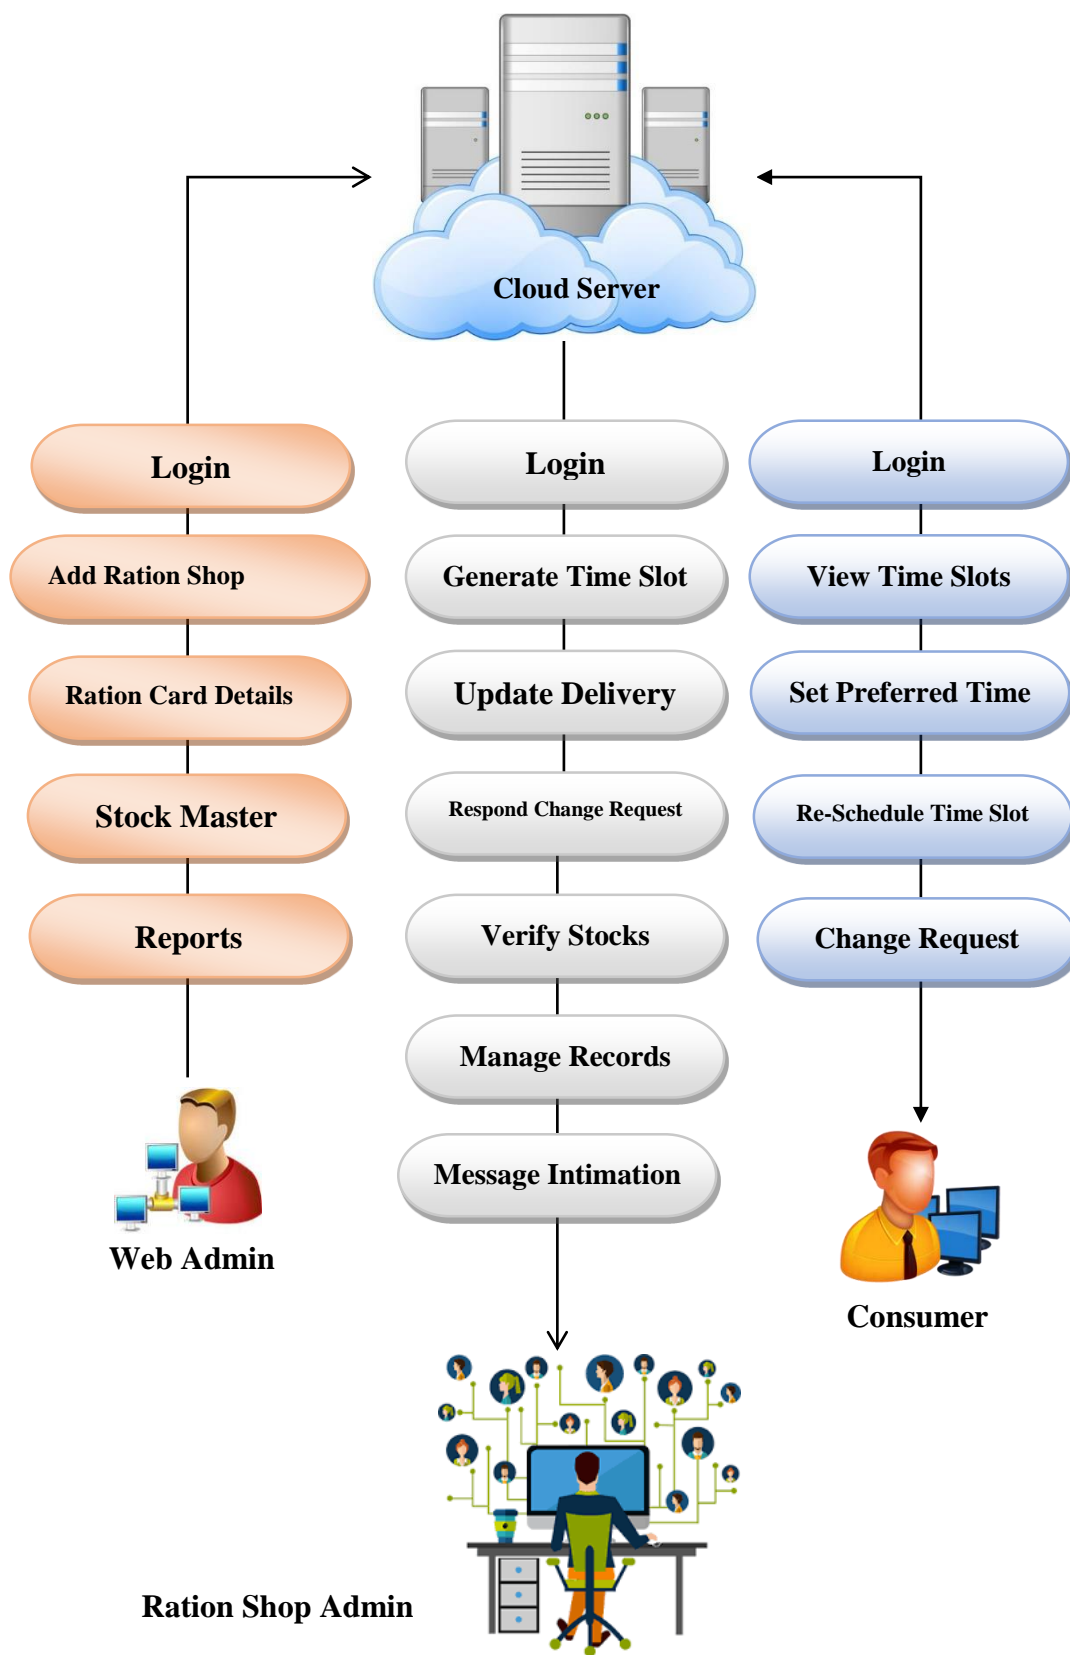 Cloud Server
Login
Add Ration Shop
Ration Card Details
Stock Master
Reports
Web Admin
Login
Generate Time Slot
Update Delivery
Respond Change Request
Verify Stocks
Manage Records
Message Intimation
Ration Shop Admin
Login
View Time Slots
Set Preferred Time
Re-Schedule Time Slot
Change Request
Consumer